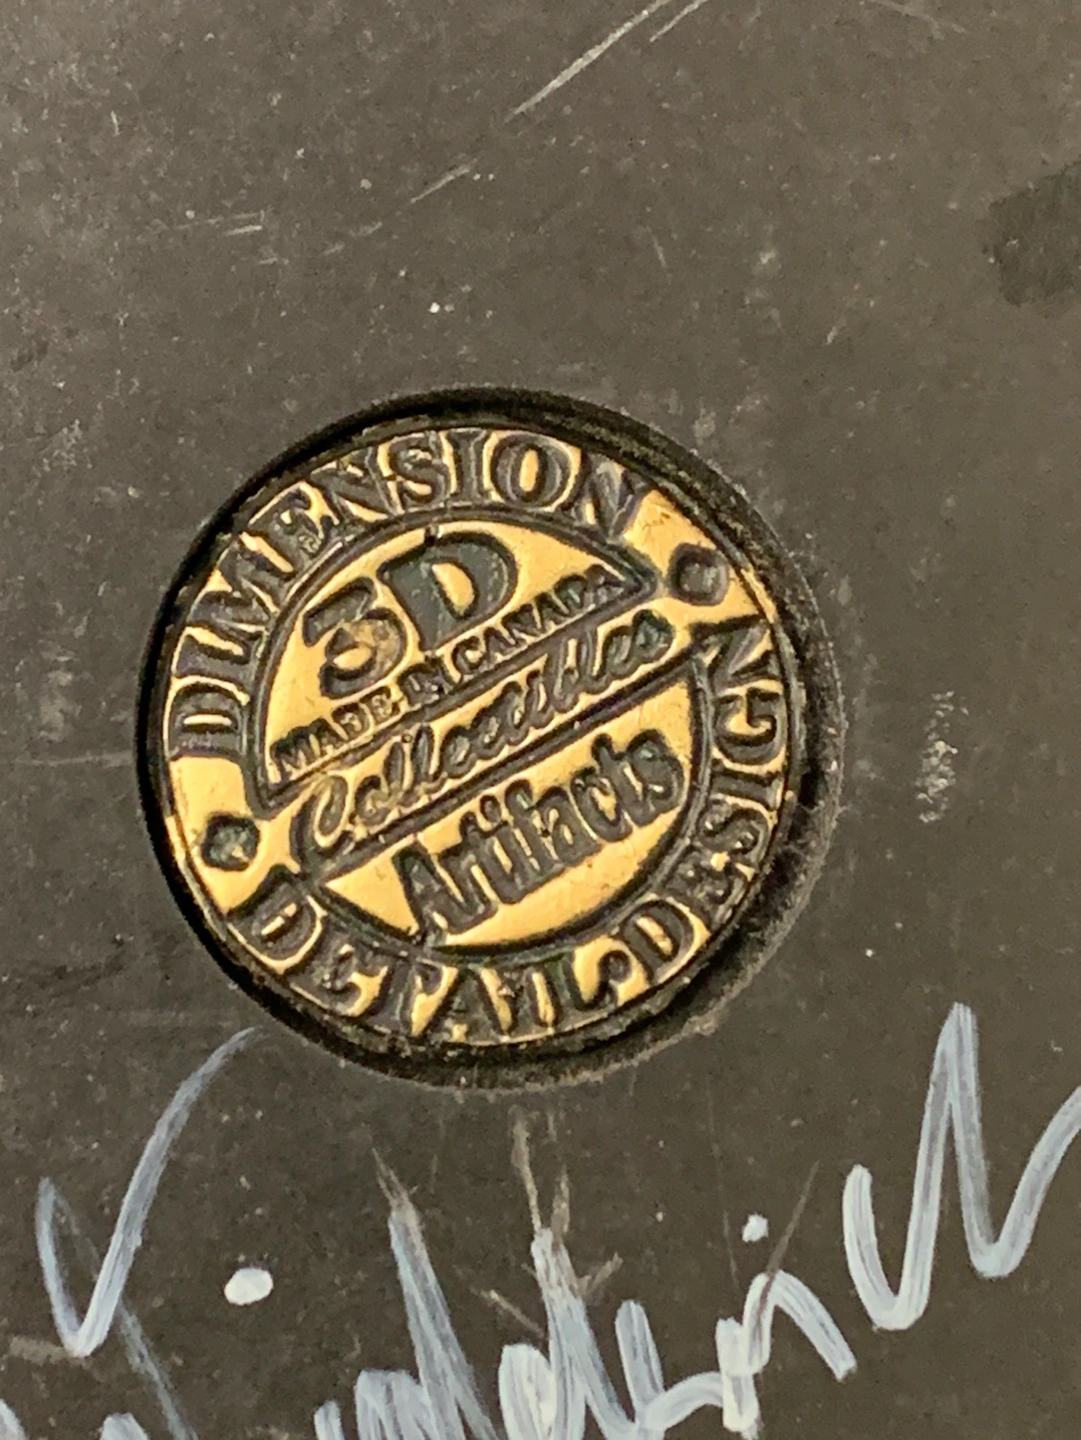 DIMENSION
3D
MADE IN CANADA
Collectibles
Artifacts
DETAIL DESIGN